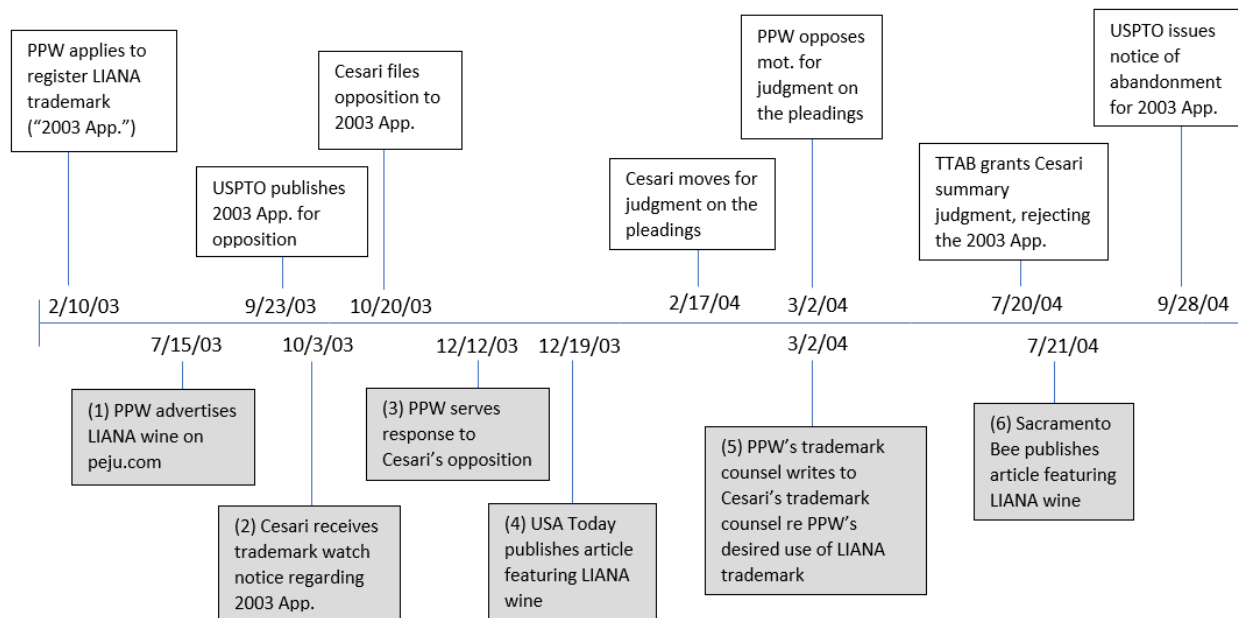 PPW applies to
register LIANA
trademark
(“2003 App.”)
USPTO publishes
2003 App. for
opposition
Cesari files
opposition to
2003 App.
Cesari moves for
judgment on the
pleadings
PPW opposes
mot. for
judgment on
the pleadings
TTAB grants Cesari
summary
judgment, rejecting
the 2003 App.
USPTO issues
notice of
abandonment
for 2003 App.
2/10/03
9/23/03
10/20/03
2/17/04
3/2/04
7/20/04
9/28/04
7/15/03
10/3/03
12/12/03
12/19/03
3/2/04
7/21/04
(1) PPW advertises
LIANA wine on
peju.com
(2) Cesari receives
trademark watch
notice regarding
2003 App.
(3) PPW serves
response to
Cesari’s opposition
(4) USA Today
publishes article
featuring LIANA
wine
(5) PPW’s trademark
counsel writes to
Cesari’s trademark
counsel re PPW’s
desired use of LIANA
trademark
(6) Sacramento
Bee publishes
article featuring
LIANA wine